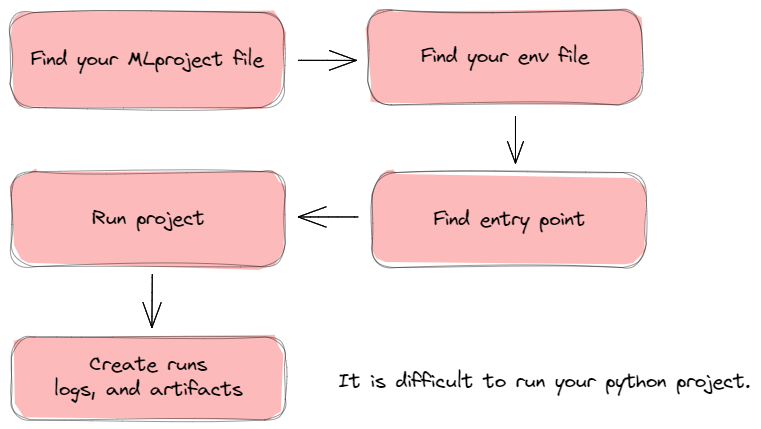 Find your MLproject file
Find your env file
Find entry point
Run project
Create runs
logs, and artifacts
It is difficult to run your python project.